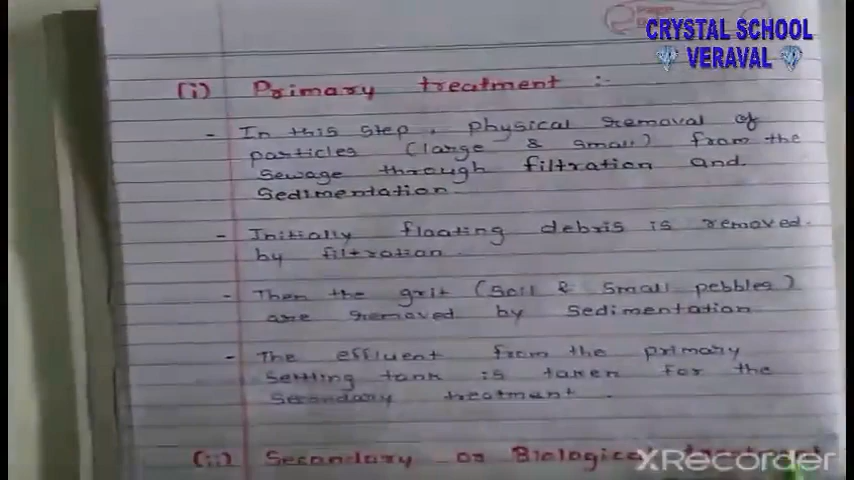 CRYSTAL SCHOOL
VERAVAL
(i) Primary treatment :-
- In this step, physical removal of
particles (large & small) from the
sewage through filtration and
sedimentation
- Initially floating debris is removed
by filtration.
- Then the grit (soil & small pebbles)
are removed by sedimentation
- The effluent from the primary
settling tank is taken for the
secondary treatment.
(ii) Secondary or Biological
XRecorder